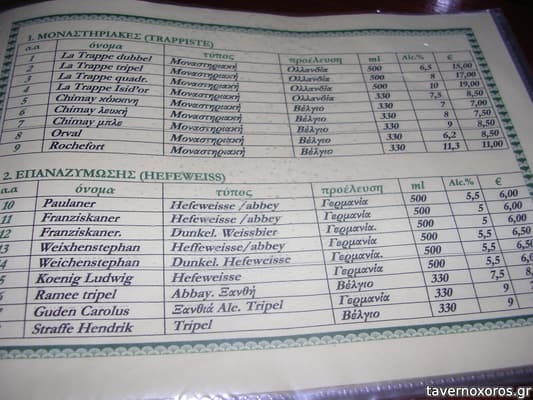 1. ΜΟΝΑΣΤΗΡΙΑΚΕΣ (TRAPPISTE)
α.α όνομα τύπος προέλευση ml Alc.% €
1 La Trappe dubbel Μοναστηριακή Ολλανδία 500 6,5 15,00
2 La Trappe tripel Μοναστηριακή Ολλανδία 500 8 17,00
3 La Trappe quadr. Μοναστηριακή Ολλανδία 500 10 19,00
4 La Trappe Isid'or Μοναστηριακή Ολλανδία 330 7,5 8,50
5 Chimay κόκκινη Μοναστηριακή Βέλγιο 330 7 7,00
6 Chimay λευκή Μοναστηριακή Βέλγιο 330 8 7,50
7 Chimay μπλε Μοναστηριακή Βέλγιο 330 9 8,50
8 Orval Μοναστηριακή Βέλγιο 330 6,2 8,50
9 Rochefort Μοναστηριακή Βέλγιο 330 11,3 11,00
2. ΕΠΑΝΑΖΥΜΩΣΗΣ (HEFEWEISS)
α.α όνομα τύπος προέλευση ml Alc.% €
10 Paulaner Hefeweisse /abbey Γερμανία 500 5,5 6,00
11 Franziskaner Hefeweisse/abbey Γερμανία 500 5 6,00
12 Franziskaner. Dunkel. Weissbier Γερμανία. 500 5 6,00
13 Weixhenstephan Heffeweisse/abbey Γερμανία. 500 5,5 6,50
Weichenstephan Dunkel. Hefeweisse Γερμανία. 500 5,5 6,50
Koenig Ludwig Hefeweisse Γερμανία 500 5,5
Ramee tripel Abbay. Ξανθή Βέλγιο 330 7,5
Guden Carolus Ξανθιά Ale. Tripel Γερμανία 330 9
Straffe Hendrik Tripel Βέλγιο 330 9
tavernoxoros.gr